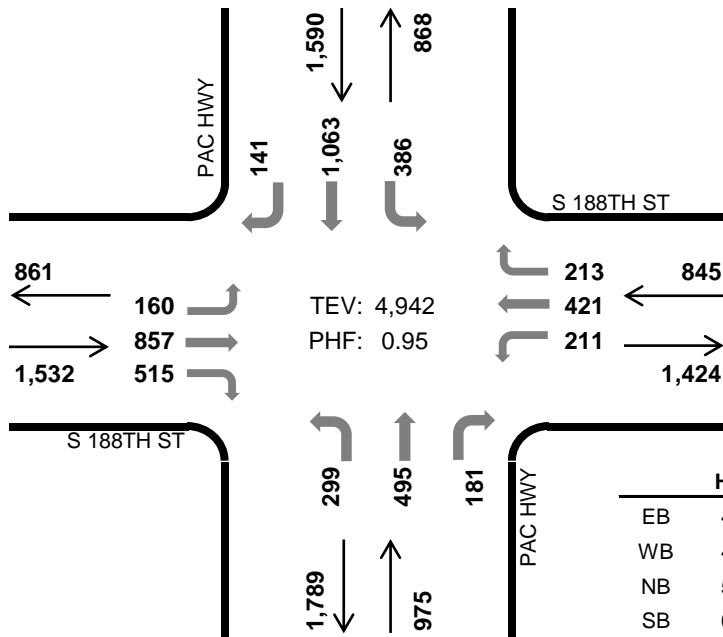 1,590
868
PAC HWY
141
1,063
386
S 188TH ST
861
160
857
515
1,532
TEV: 4,942
PHF: 0.95
213
421
211
845
1,424
S 188TH ST
299
495
181
PAC HWY
1,789
975
EB
WB
NB
SB